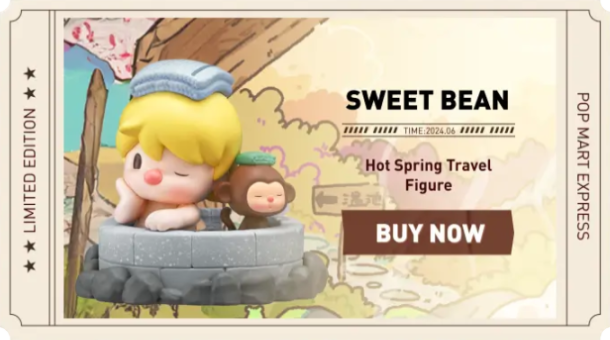 ★ ★ LIMITED EDITION ★ ★
SWEET BEAN
TIME:2024.06
Hot Spring Travel
Figure
BUY NOW
POP MART EXPRESS